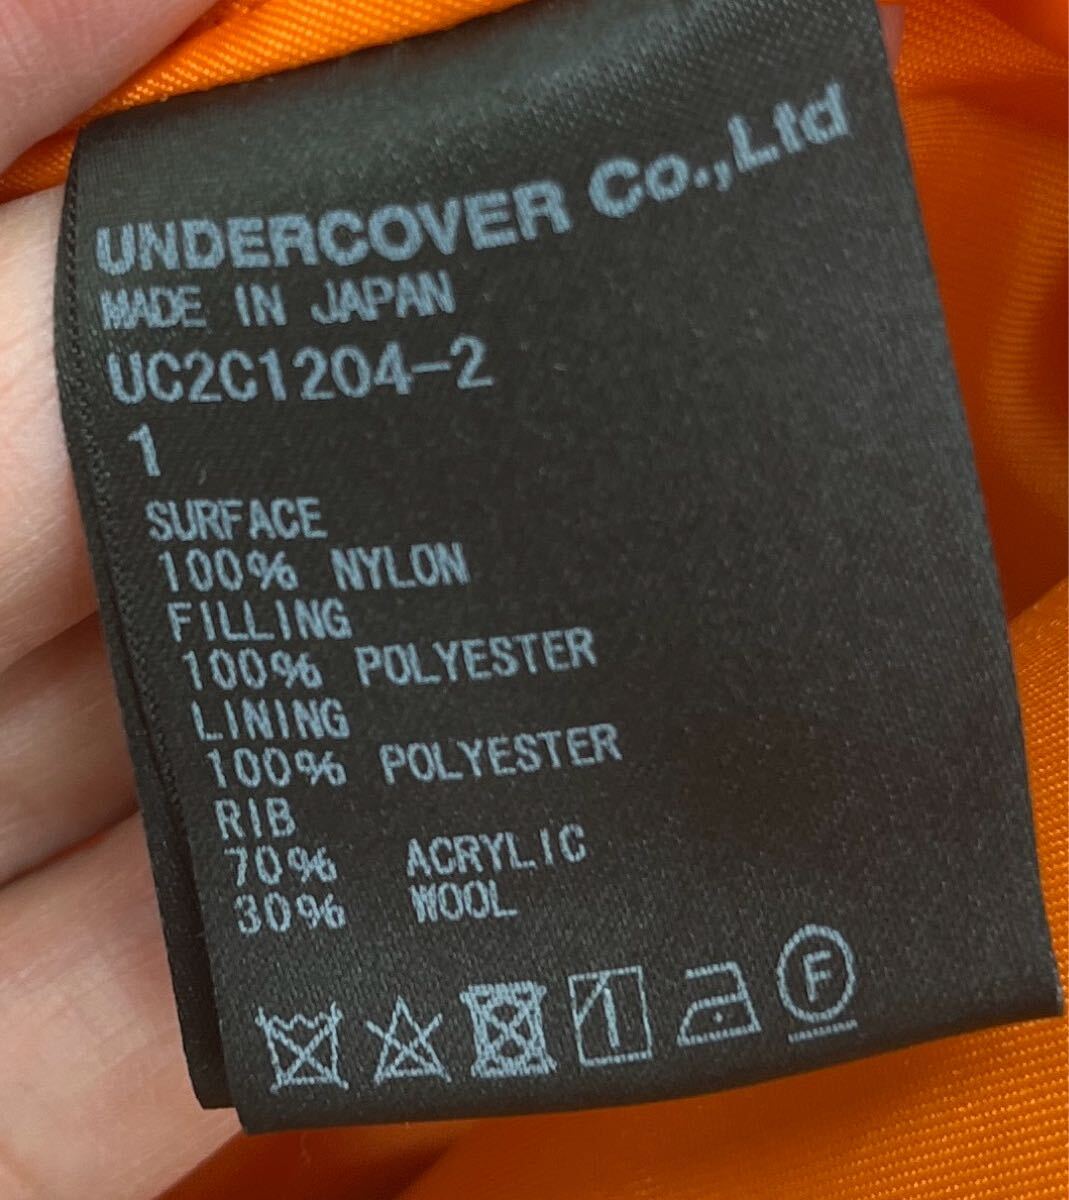 UNDERCOVER Co.,Ltd
MADE IN JAPAN
UC2C1204-2
1
SURFACE
100% NYLON
FILLING
100% POLYESTER
LINING
100% POLYESTER
RIB
70% ACRYLIC
30% WOOL
F